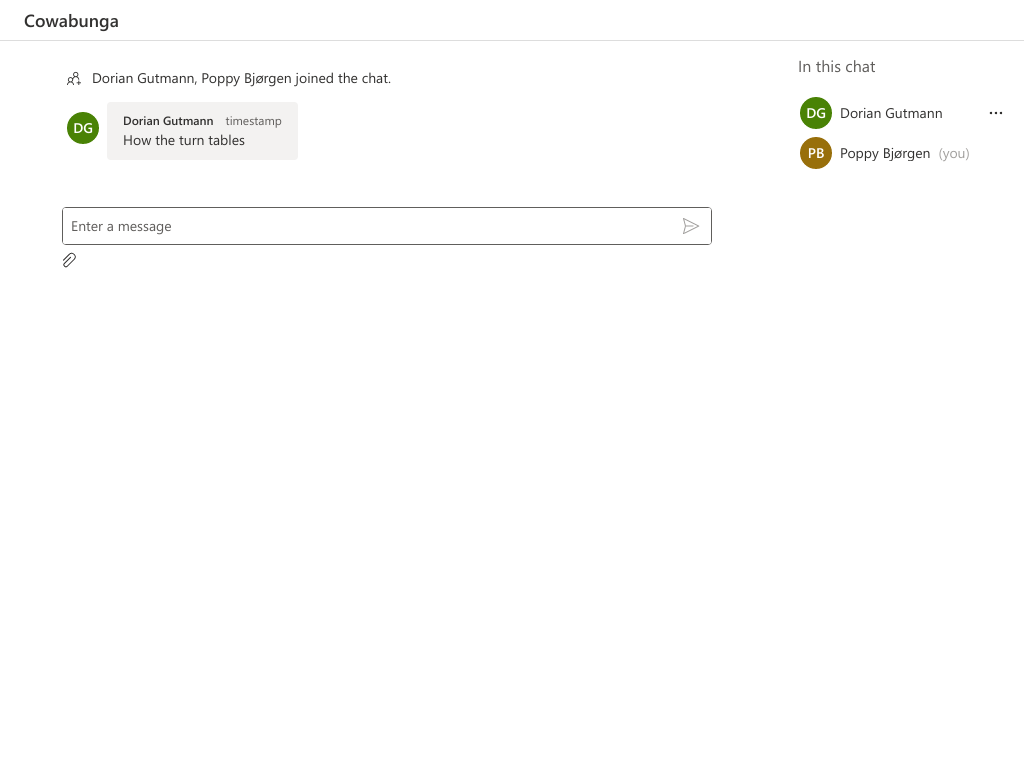 Cowabunga
Dorian Gutmann, Poppy Bjørgen joined the chat.
DG
Dorian Gutmann timestamp
How the turn tables
Enter a message
In this chat
DG Dorian Gutmann
PB Poppy Bjørgen (you)